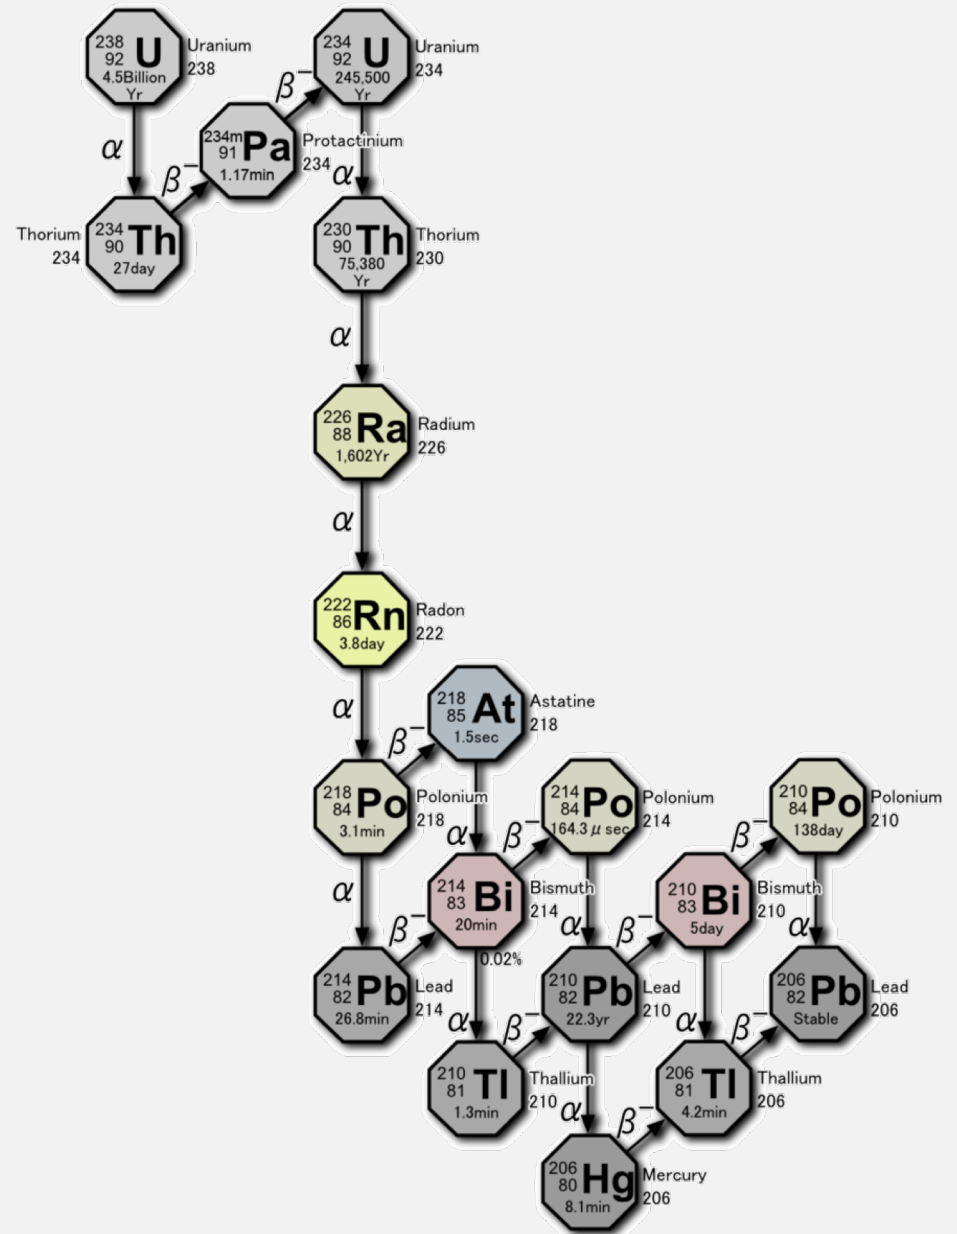 238
92
U
4.5Billion
Yr
Uranium
238
234
92
U
245,500
Yr
Uranium
234
β−
234m
91
Pa
1.17min
Protactinium
234
α
β−
α
Thorium
234
234
90
Th
27day
230
90
Th
75,380
Yr
Thorium
230
α
226
88
Ra
1,602Yr
Radium
226
α
222
86
Rn
3.8day
Radon
222
α
218
85
At
1.5sec
Astatine
218
β−
218
84
Po
3.1min
Polonium
218
214
84
Po
164.3 μ sec
Polonium
214
210
84
Po
138day
Polonium
210
α
β−
β−
α
214
83
Bi
20min
Bismuth
214
210
83
Bi
5day
Bismuth
210
β−
α
β−
α
0.02%
214
82
Pb
26.8min
Lead
214
210
82
Pb
22.3yr
Lead
210
206
82
Pb
Stable
Lead
206
α
β−
α
β−
210
81
Tl
1.3min
Thallium
210
206
81
Tl
4.2min
Thallium
206
α
β−
206
80
Hg
8.1min
Mercury
206